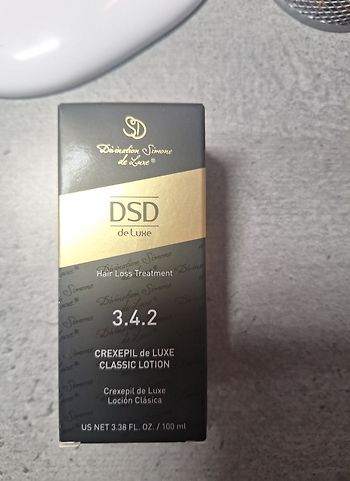 SD
Divination Simone
de Luxe®
DSD
de Luxe
Hair Loss Treatment
3.4.2
CREXEPIL de LUXE
CLASSIC LOTION
Crexepil de Luxe
Loción Clásica
US NET 3.38 FL. OZ. / 100 ml